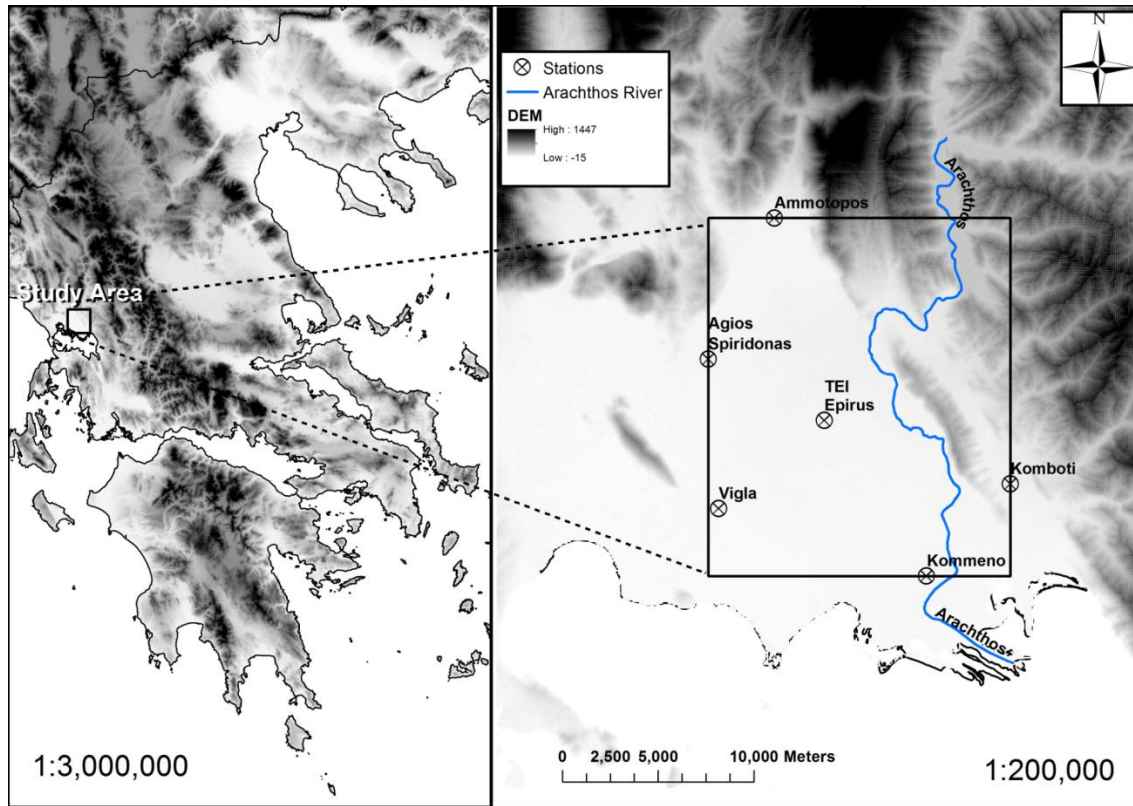 Study Area
1:3,000,000
N
Stations
Arachthos River
DEM
High : 1447
Low : -15
Arachthos
Ammotopos
Agios
Spiridonas
TEI
Epirus
Komboti
Vigla
Kommeno
Arachthos
0 2,500 5,000 10,000 Meters
1:200,000